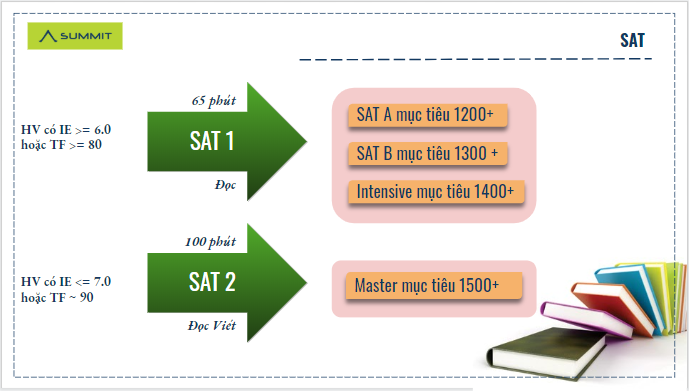 SUMMIT
SAT
HV có IE >= 6.0
hoặc TF >= 80
65 phút
SAT 1
Đọc
SAT A mục tiêu 1200+
SAT B mục tiêu 1300 +
Intensive mục tiêu 1400+
HV có IE <= 7.0
hoặc TF ~ 90
100 phút
SAT 2
Đọc Viết
Master mục tiêu 1500+